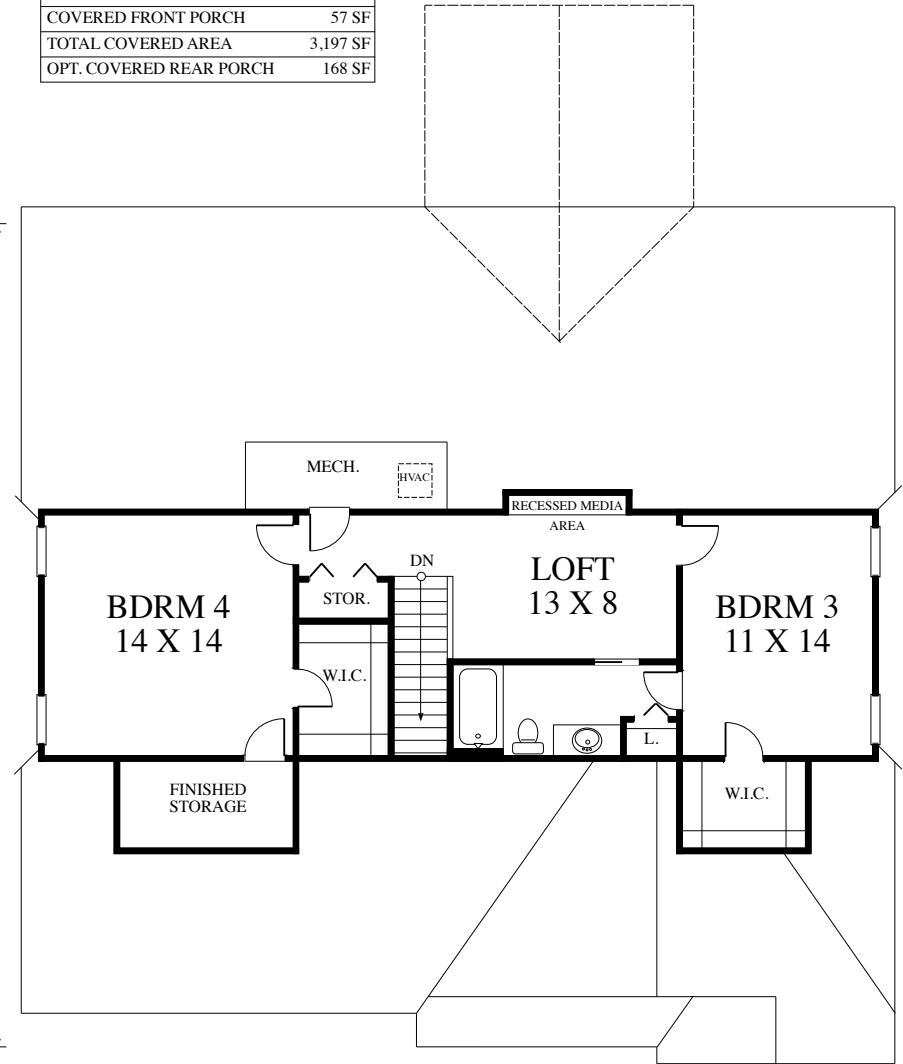 COVERED FRONT PORCH 57 SF
TOTAL COVERED AREA 3,197 SF
OPT. COVERED REAR PORCH 168 SF
MECH.
HVAC
RECESSED MEDIA
AREA
DN
LOFT
13 X 8
STOR.
BDRM 4
14 X 14
BDRM 3
11 X 14
W.I.C.
L.
FINISHED
STORAGE
W.I.C.